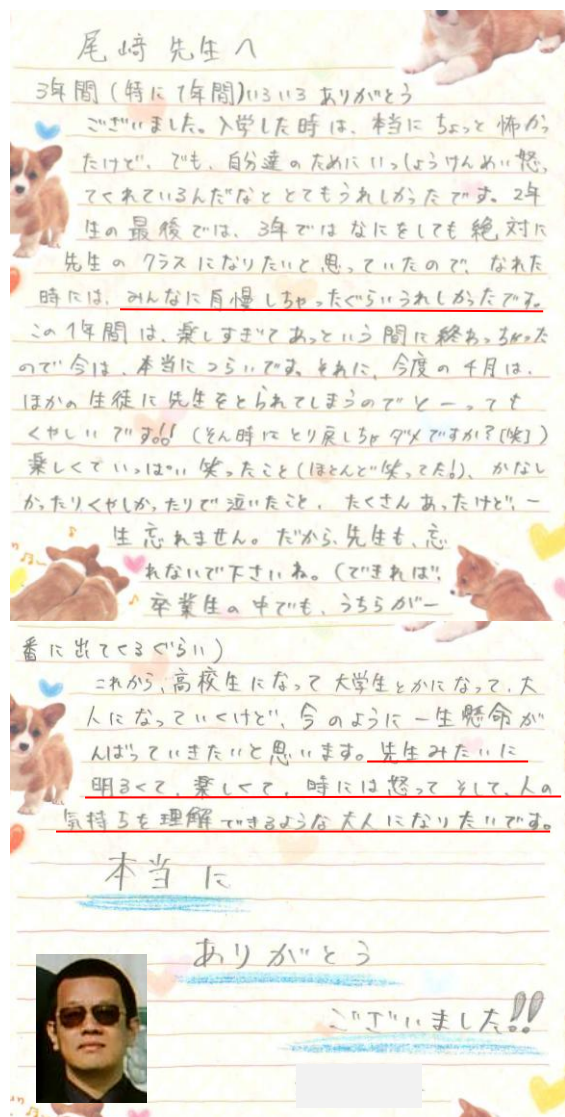 尾﨑先生へ
3年間(特に1年間)いろいろありがとう
ございました。入学した時は、本当にちょっと怖かっ
たけど、でも、自分達のためにいっしょうけんめい怒っ
てくれているんだなととてもうれしかったです。2年
生の最後では、3年ではなにをしても絶対に
先生のクラスになりたいと思っていたので、なれた
時には、みんなに自慢しちゃったぐらいうれしかったです。
この1年間は、楽しすぎてあっという間に終わっちゃった
ので今は、本当につらいです。それに、今度の4月は、
ほかの生徒に先生をとられてしまうのでと一っても
くやしいです!!(そん時にとり戻しちゃダメですか?(笑))
楽しくていっぱい笑ったこと(ほとんど笑ってた!)、かなし
かったりくやしかったりで泣いたこと、たくさんあったけど、一
生忘れません。だから、先生も、忘
れないで下さいね。(できれば、
卒業生の中でも、うちらが一
番に出てくるぐらい)
これから、高校生になって大学生とかになって、大
人になっていくけど、今のように一生懸命が
んばっていきたいと思います。先生みたいに
明るくて、楽しくて、時には怒ってそして、人の
気持ちを理解できるような大人になりたいです。
本当に
ありがとう
ございました!!